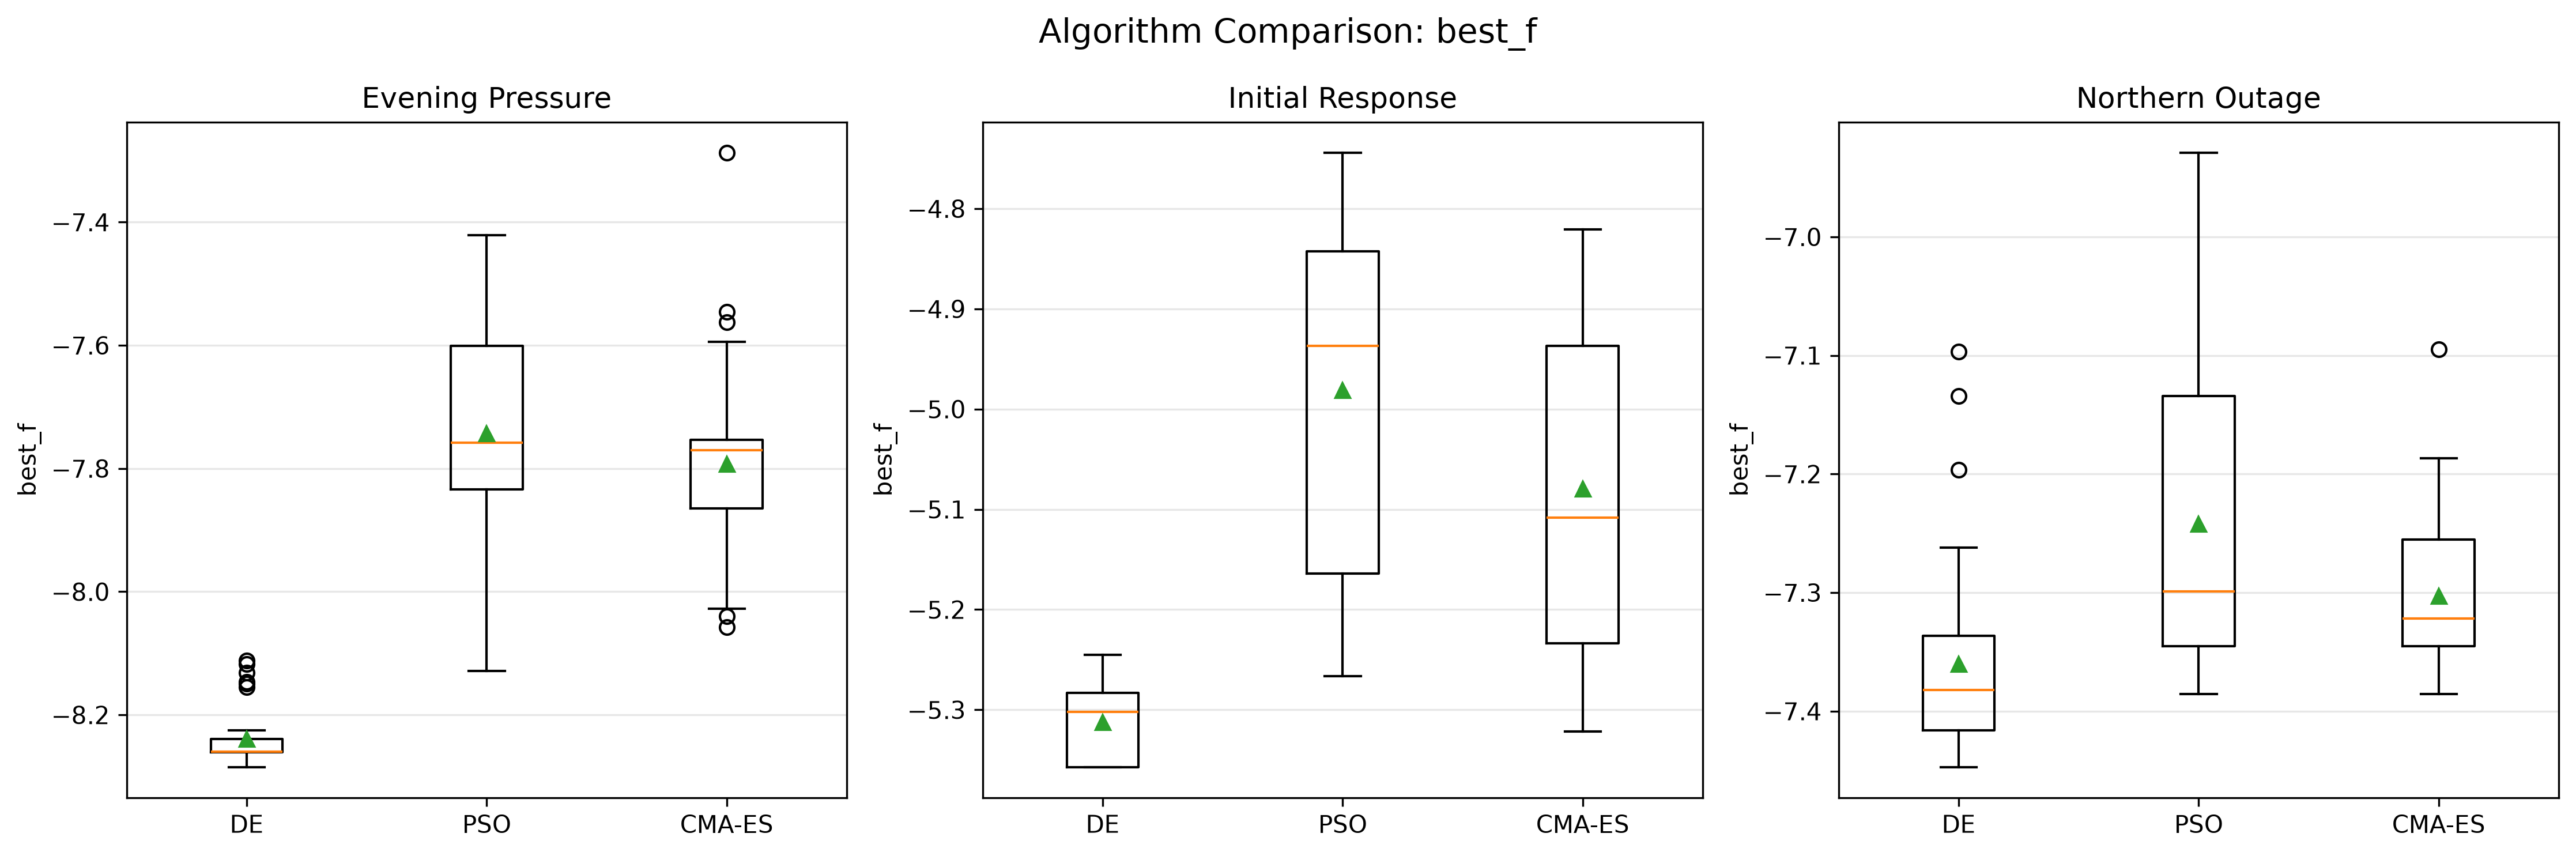 Algorithm Comparison: best_f
Evening Pressure
best_f
−7.4
−7.6
−7.8
−8.0
−8.2
DE PSO CMA-ES
Initial Response
best_f
−4.8
−4.9
−5.0
−5.1
−5.2
−5.3
DE PSO CMA-ES
Northern Outage
best_f
−7.0
−7.1
−7.2
−7.3
−7.4
DE PSO CMA-ES